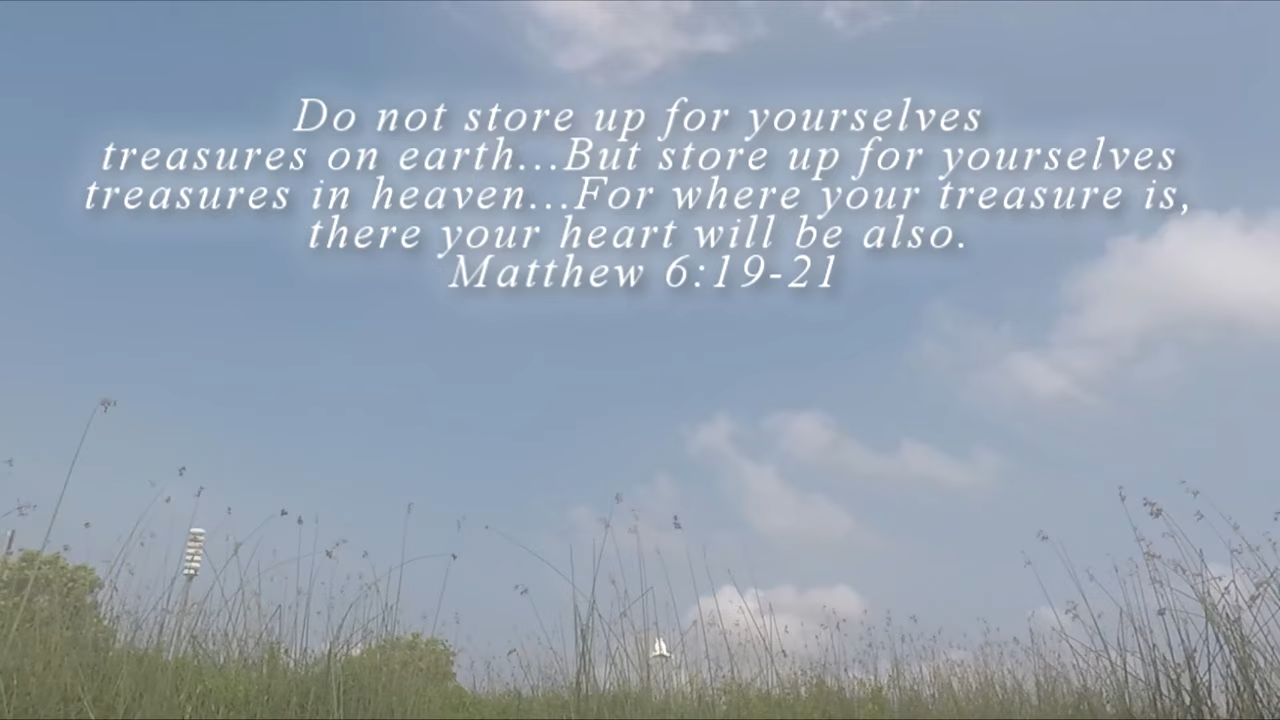 Do not store up for yourselves
treasures on earth...But store up for yourselves
treasures in heaven...For where your treasure is,
there your heart will be also.
Matthew 6:19-21